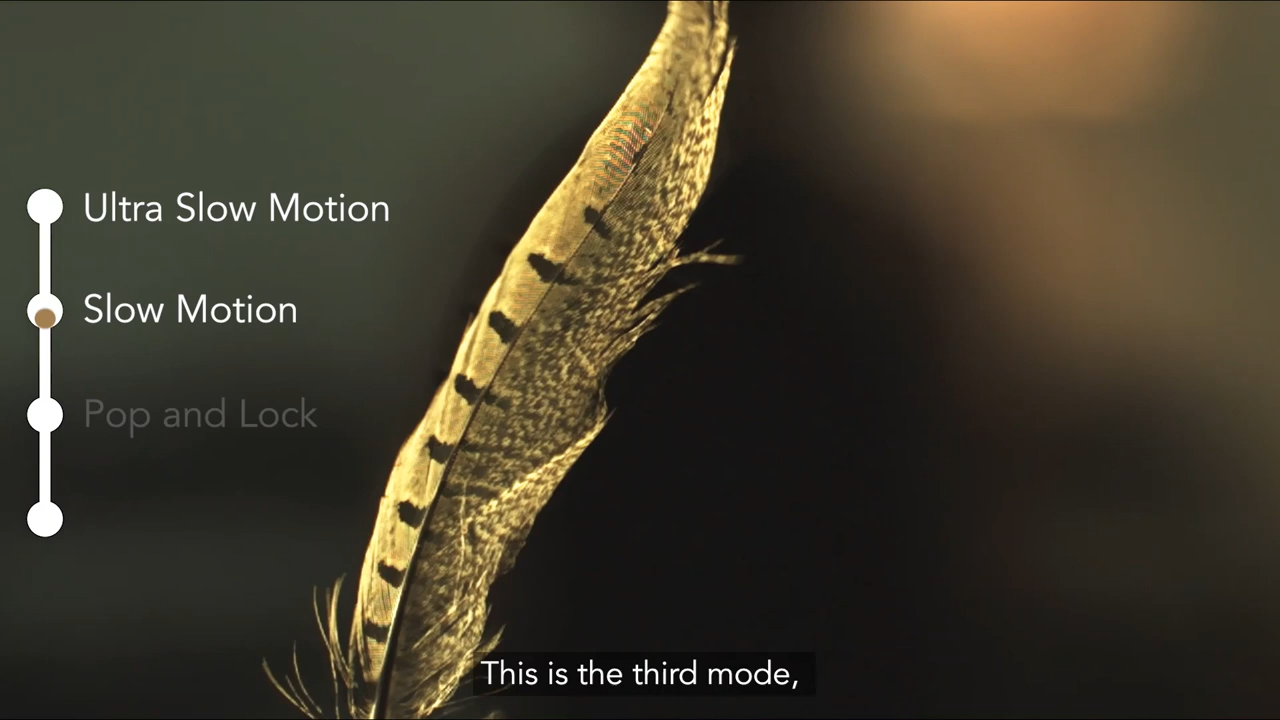 Ultra Slow Motion
Slow Motion
Pop and Lock
This is the third mode,